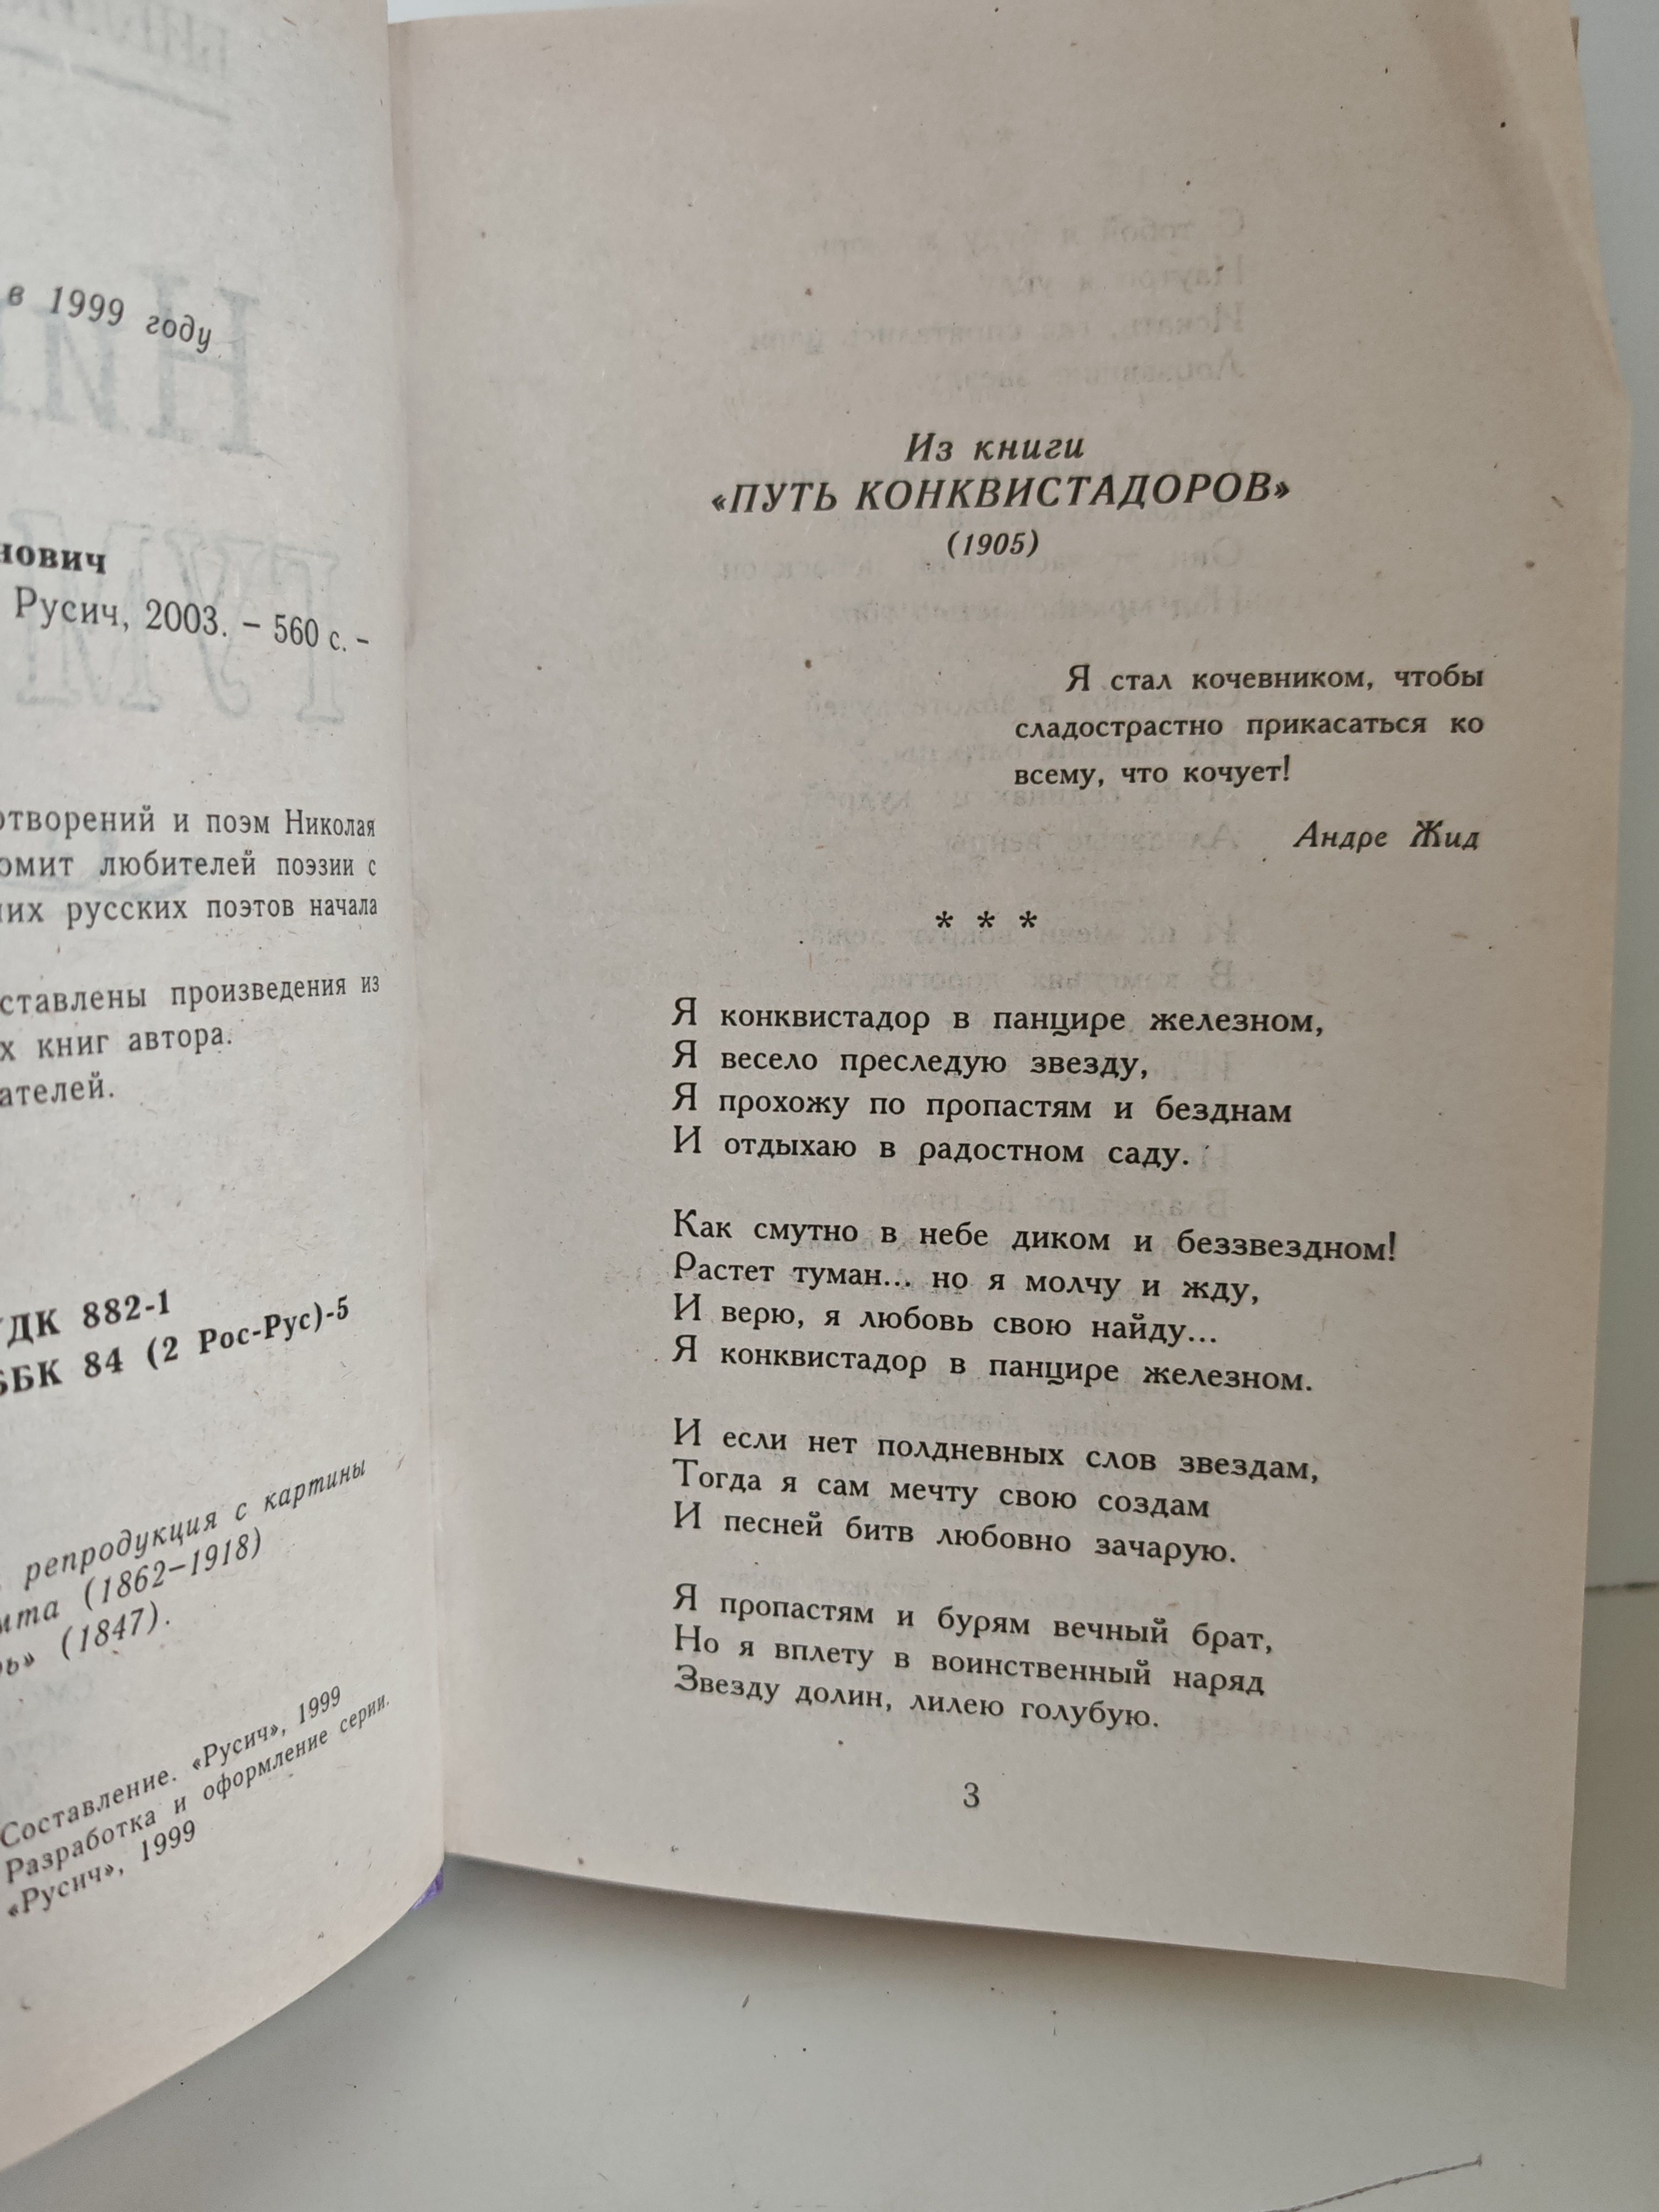 в 1999 году
нович
Русич, 2003. – 560 с. –
отворений и поэм Николая
омит любителей поэзии с
их русских поэтов начала
ставлены произведения из
х книг автора.
ателей.
УДК 882-1
ББК 84 (2 Рос-Рус)-5
репродукция с картины
мта (1862–1918)
рь» (1847).
Составление. «Русич», 1999
Разработка и оформление серии.
«Русич», 1999
Из книги
«ПУТЬ КОНКВИСТАДОРОВ»
(1905)
Я стал кочевником, чтобы
сладострастно прикасаться ко
всему, что кочует!
Андре Жид
* * *
Я конквистадор в панцире железном,
Я весело преследую звезду,
Я прохожу по пропастям и безднам
И отдыхаю в радостном саду.
Как смутно в небе диком и беззвездном!
Растет туман... но я молчу и жду,
И верю, я любовь свою найду...
Я конквистадор в панцире железном.
И если нет полдневных слов звездам,
Тогда я сам мечту свою создам
И песней битв любовно зачарую.
Я пропастям и бурям вечный брат,
Но я вплету в воинственный наряд
Звезду долин, лилею голубую.
3